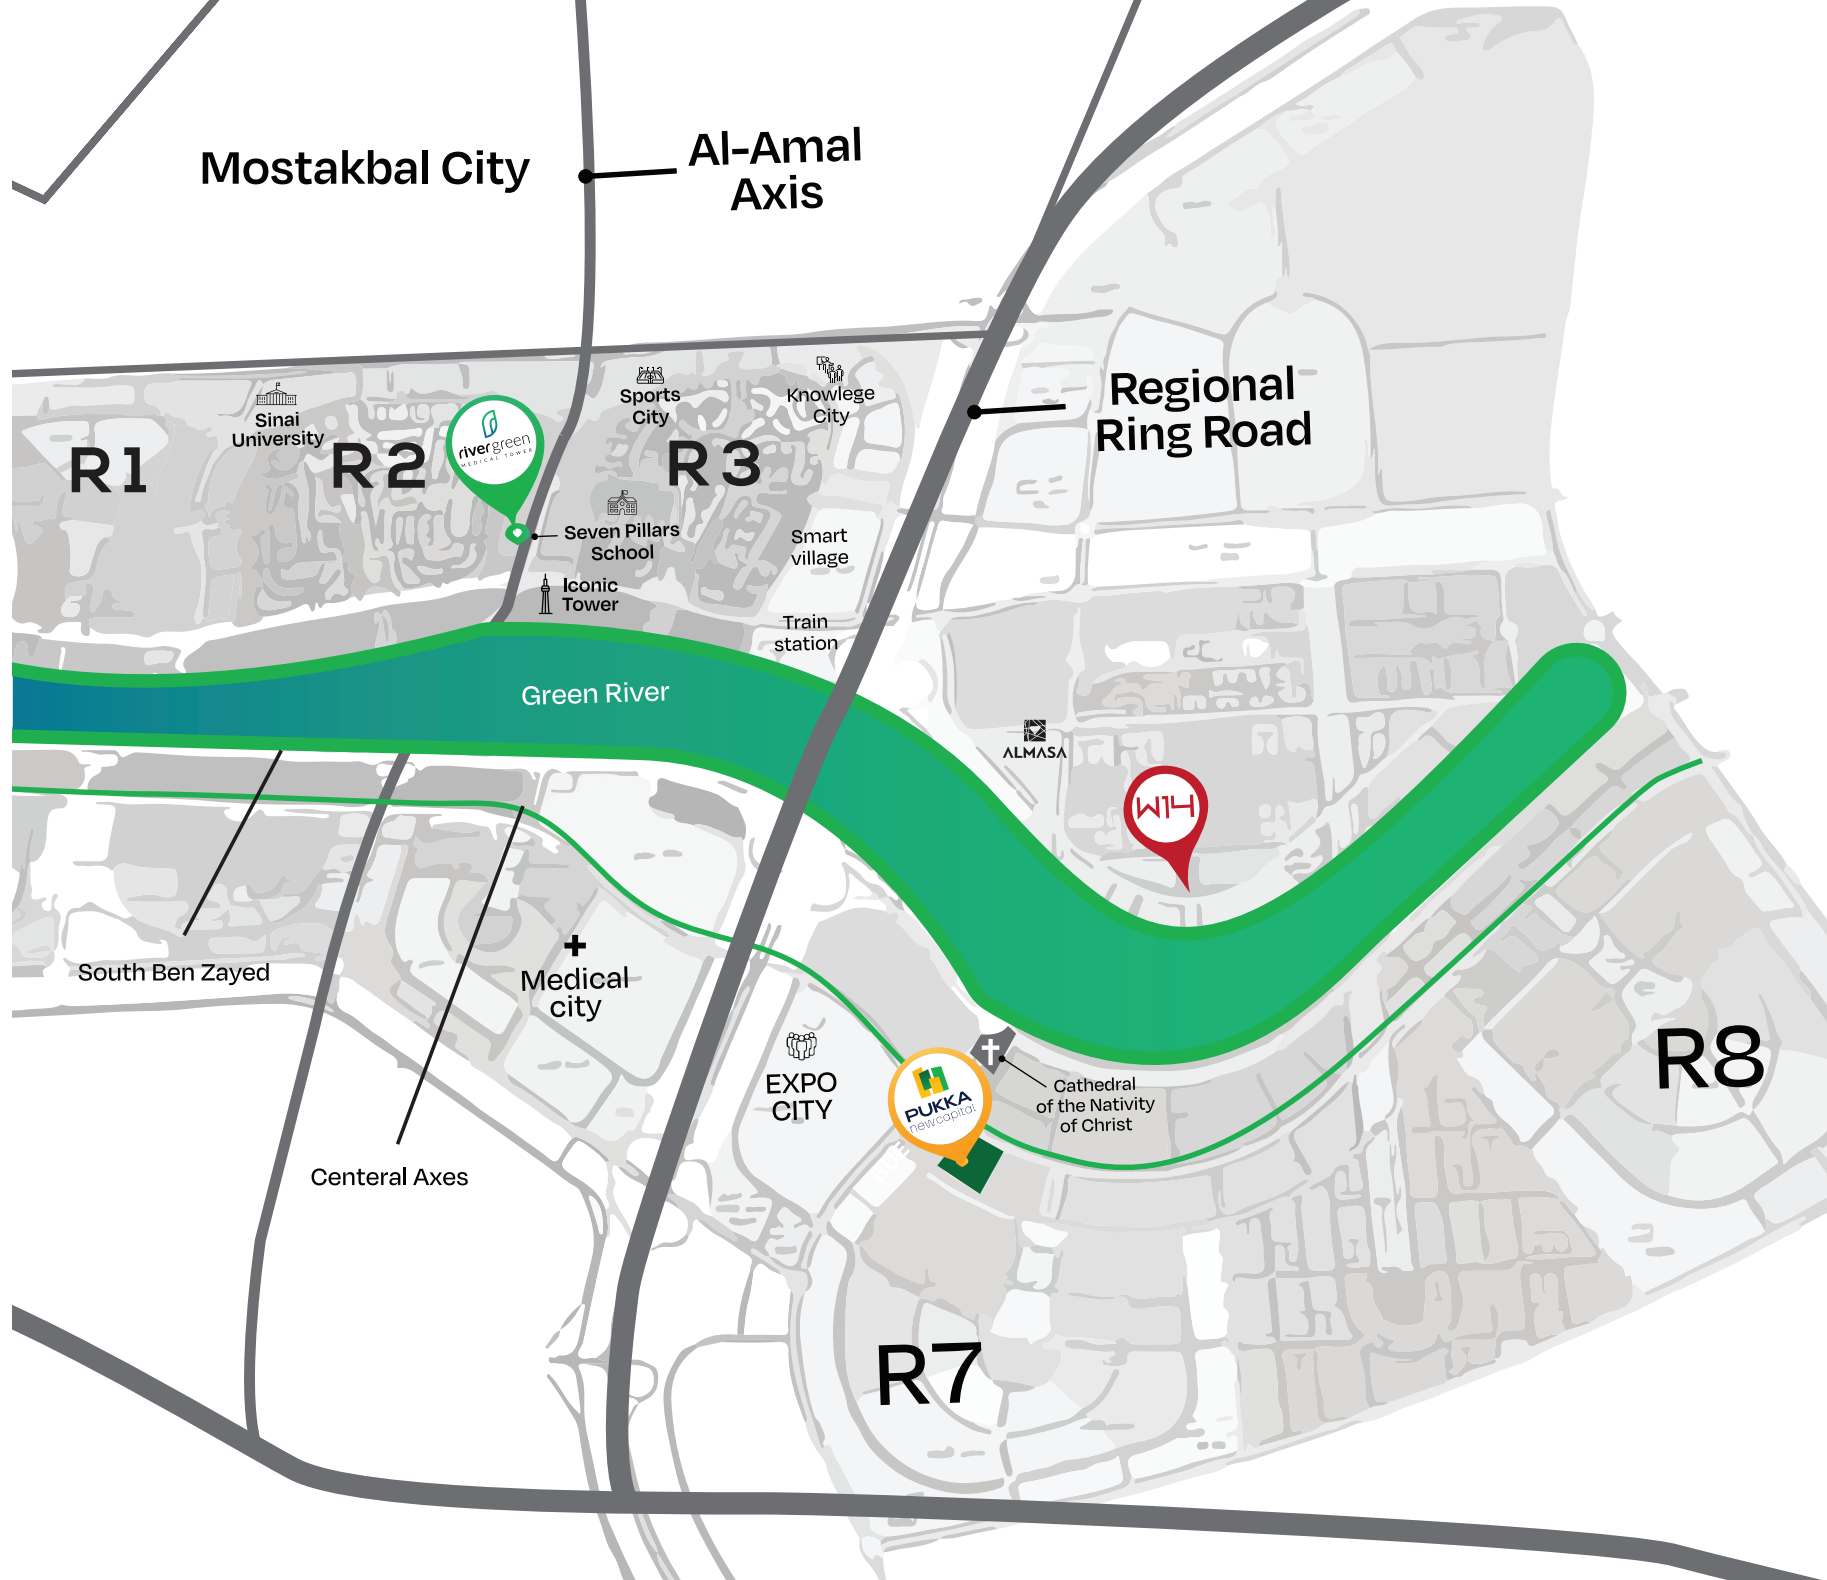 Mostakbal City
Al-Amal
Axis
Regional
Ring Road
Sinai
University
R1
R2
rivergreen
MEDICAL TOWER
Sports
City
Knowlege
City
R3
Seven Pillars
School
Smart
village
Iconic
Tower
Train
station
Green River
ALMASA
W14
South Ben Zayed
Medical
city
Centeral Axes
EXPO
CITY
PUKKA
newcapital
BUE
Cathedral
of the Nativity
of Christ
R8
R7